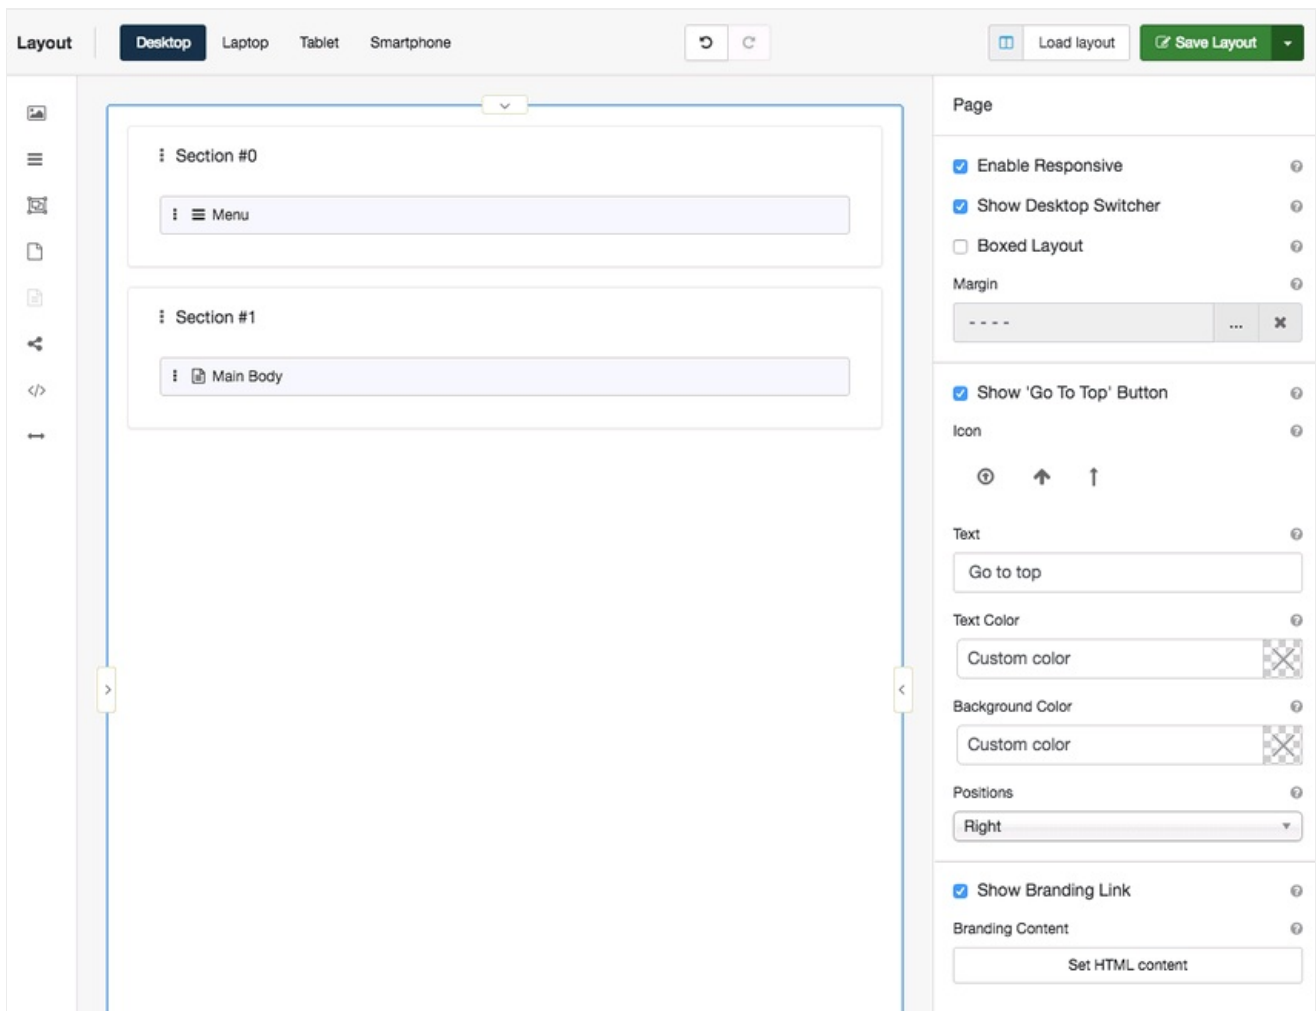 Layout
Desktop
Laptop
Tablet
Smartphone
Load layout
Save Layout
Section #0
Menu
Section #1
Main Body
Page
Enable Responsive
Show Desktop Switcher
Boxed Layout
Margin
- - - -
...
Show 'Go To Top' Button
Icon
Text
Go to top
Text Color
Custom color
Background Color
Custom color
Positions
Right
Show Branding Link
Branding Content
Set HTML content